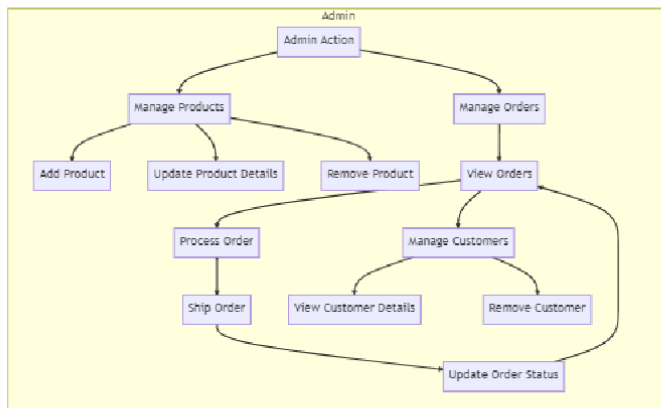 Admin
Admin Action
Manage Products
Manage Orders
Add Product
Update Product Details
Remove Product
View Orders
Process Order
Manage Customers
Ship Order
View Customer Details
Remove Customer
Update Order Status